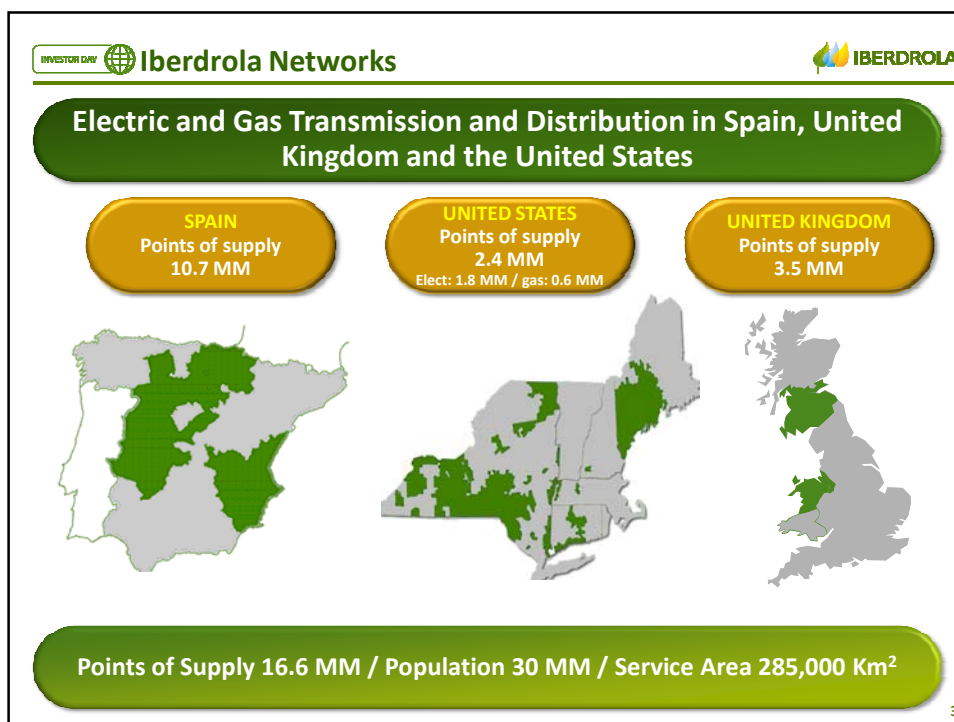 INVESTOR DAY
Iberdrola Networks
IBERDROLA
Electric and Gas Transmission and Distribution in Spain, United
Kingdom and the United States
SPAIN
Points of supply
10.7 MM
UNITED STATES
Points of supply
2.4 MM
Elect: 1.8 MM / gas: 0.6 MM
UNITED KINGDOM
Points of supply
3.5 MM
Points of Supply 16.6 MM / Population 30 MM / Service Area 285,000 Km²
3